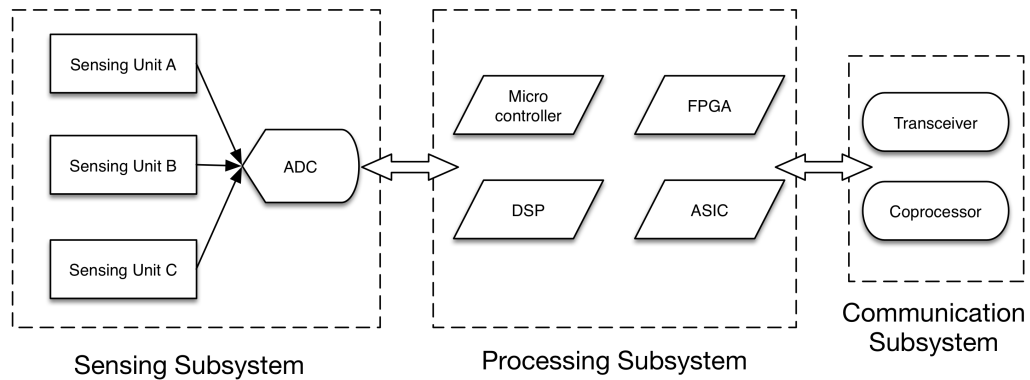 Sensing Unit A
Sensing Unit B
Sensing Unit C
ADC
Sensing Subsystem
Micro
controller
FPGA
DSP
ASIC
Processing Subsystem
Transceiver
Coprocessor
Communication
Subsystem